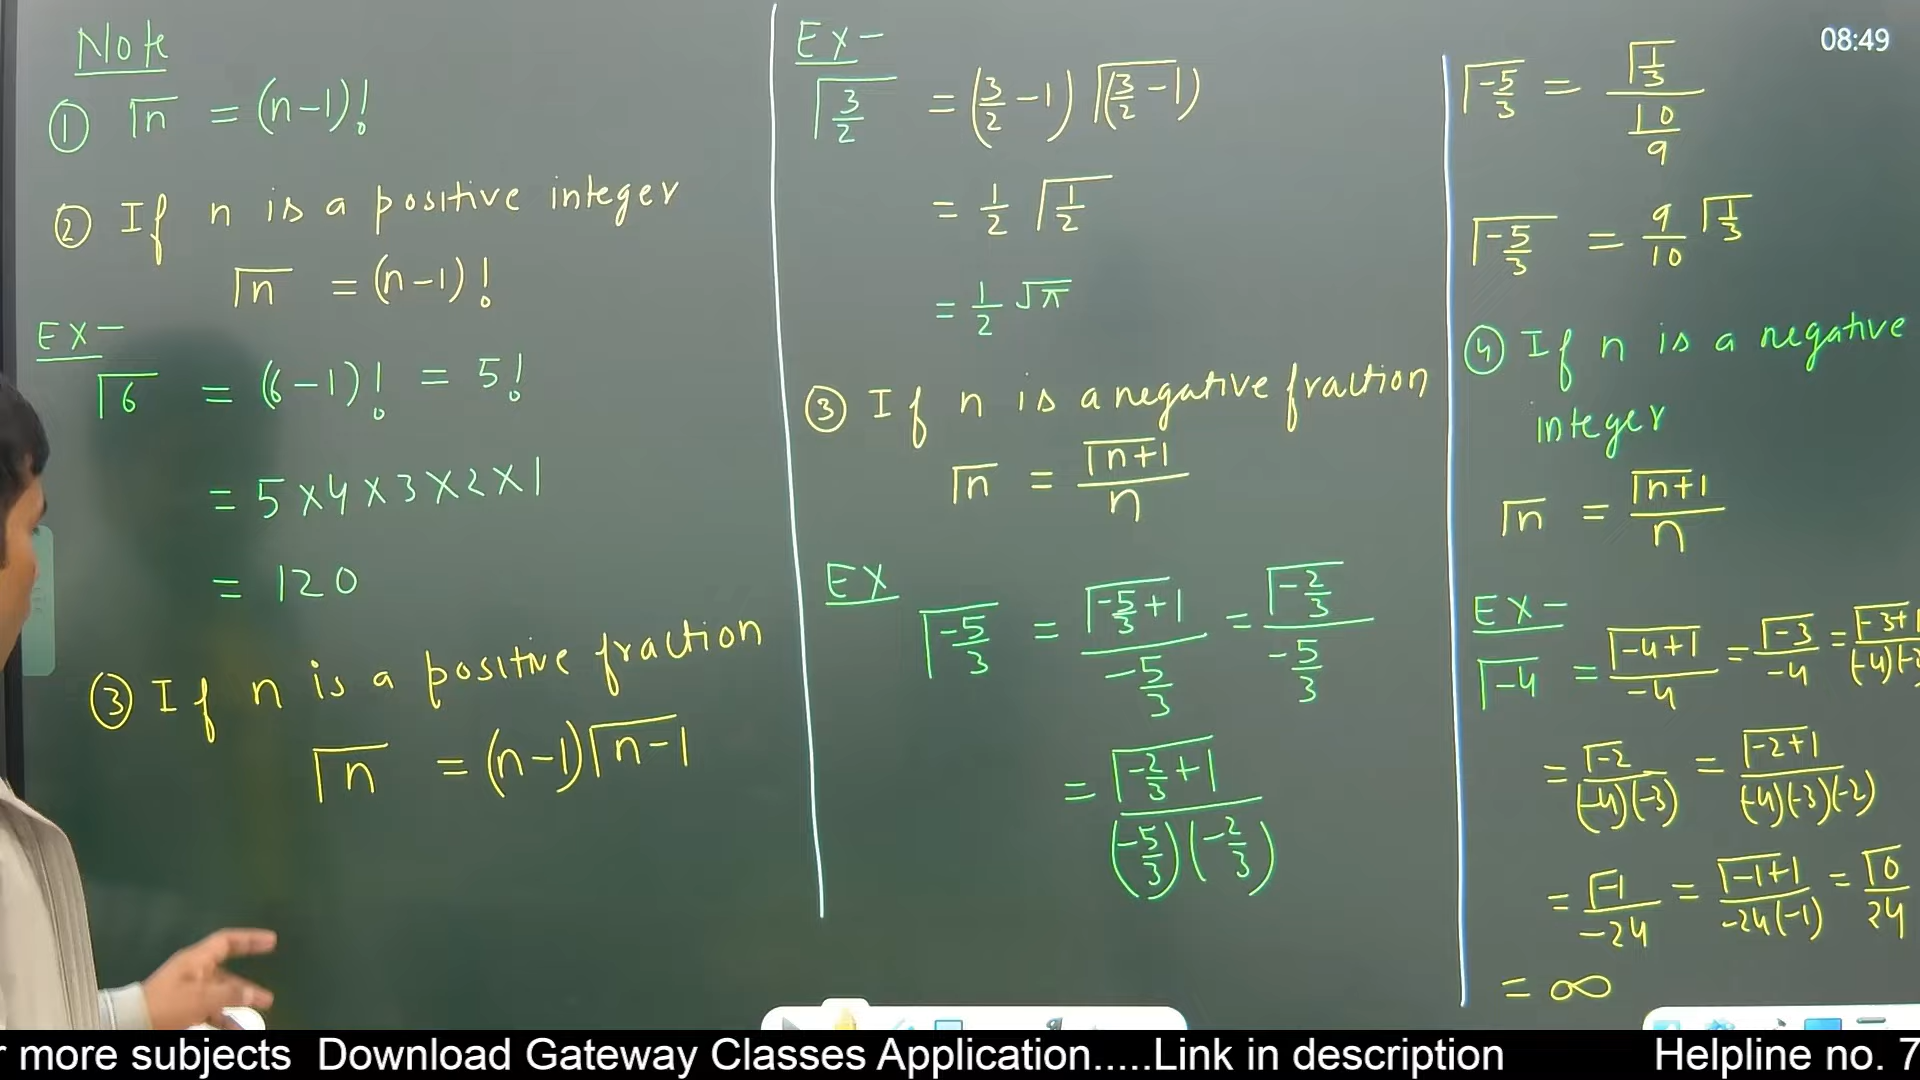 Note
① Γn = (n-1)!
② If n is a positive integer
Γn = (n-1)!
Ex-
Γ6 = (6-1)! = 5!
= 5×4×3×2×1
= 120
③ If n is a positive fraction
Γn = (n-1)Γn-1
Ex-
Γ3/2 = (3/2 -1) Γ(3/2 -1)
= 1/2 Γ1/2
= 1/2 √π
③ If n is a negative fraction
Γn = Γn+1 / n
Ex
Γ-5/3 = Γ-5/3+1 / -5/3 = Γ-2/3 / -5/3
= Γ-2/3+1 / (-5/3)(-2/3)
08:49
Γ-5/3 = Γ1/3 / 10/9
Γ-5/3 = 9/10 Γ1/3
④ If n is a negative
integer
Γn = Γn+1 / n
Ex-
Γ-4 = Γ-4+1 / -4 = Γ-3 / -4 = Γ-3+1 / (-4)(-3
= Γ-2 / (-4)(-3) = Γ-2+1 / (-4)(-3)(-2)
= Γ-1 / -24 = Γ-1+1 / -24(-1) = Γ0 / 24
= ∞
r more subjects Download Gateway Classes Application.....Link in description Helpline no. 7